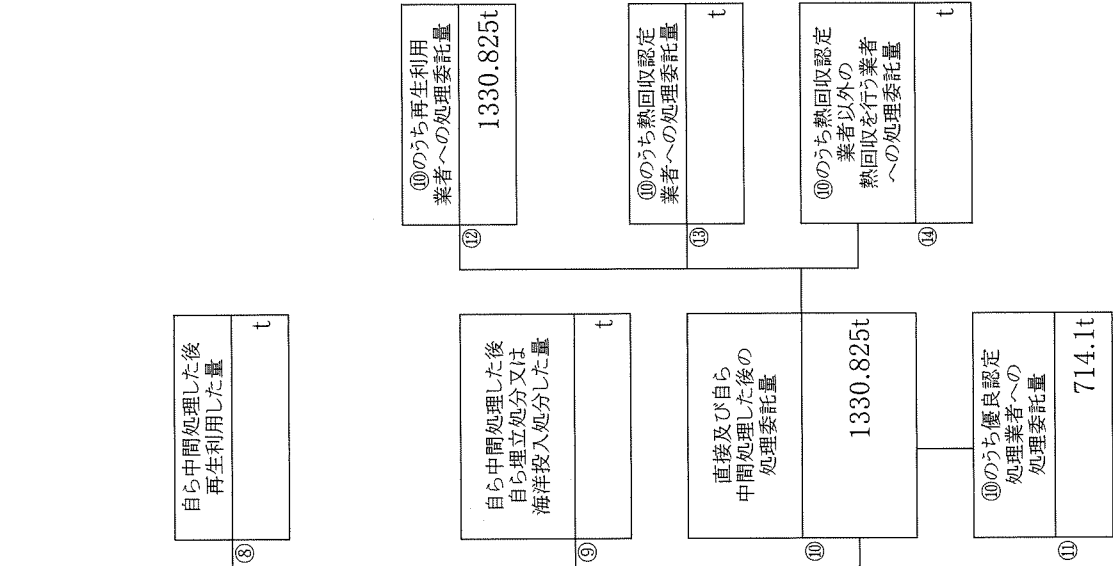 ⑧
自ら中間処理した後
再生利用した量
t
⑨
自ら中間処理した後
自ら埋立処分又は
海洋投入処分した量
t
⑩
直接及び自ら
中間処理した後の
処理委託量
1330.825t
⑪
⑩のうち優良認定
処理業者への
処理委託量
714.1t
⑫
⑩のうち再生利用
業者への処理委託量
1330.825t
⑬
⑩のうち熱回収認定
業者への処理委託量
t
⑭
⑩のうち熱回収認定
業者以外の
熱回収を行う業者
への処理委託量
t